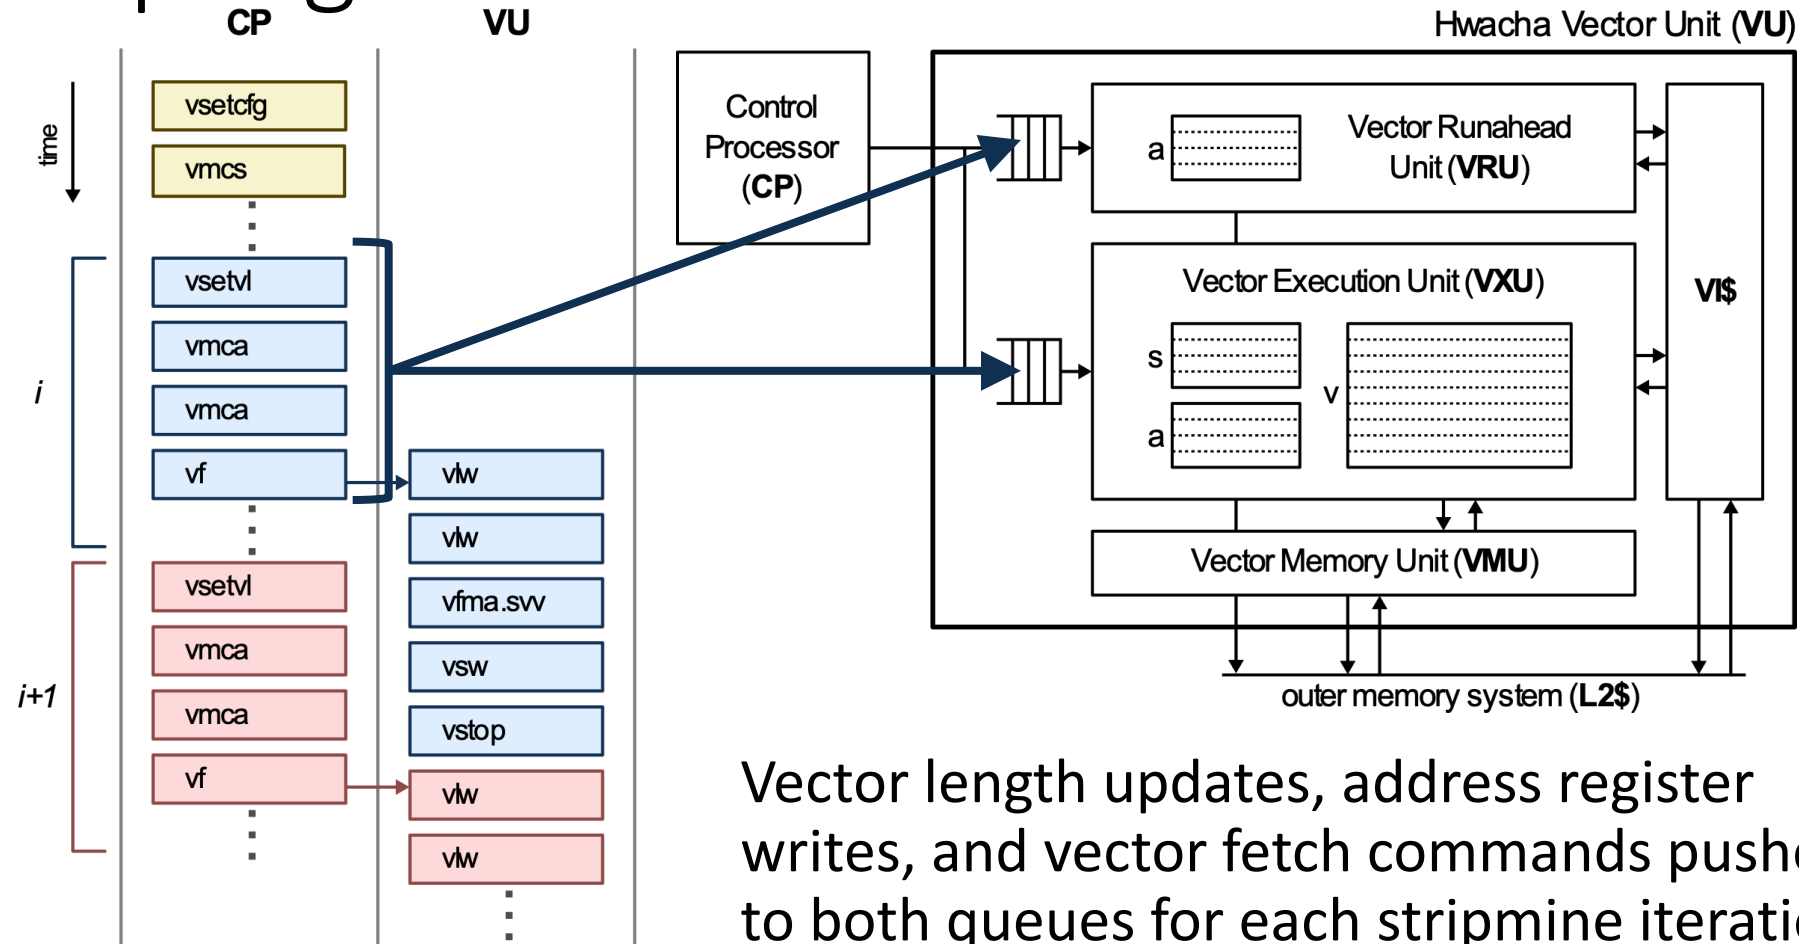 CP
VU
time
vsetcfg
vmcs
i
vsetvl
vmca
vmca
vf
i+1
vsetvl
vmca
vmca
vf
vlw
vlw
vfma.svv
vsw
vstop
vlw
vlw
Hwacha Vector Unit (VU)
Control
Processor
(CP)
a
Vector Runahead
Unit (VRU)
Vector Execution Unit (VXU)
s
a
v
VI$
Vector Memory Unit (VMU)
outer memory system (L2$)
Vector length updates, address register
writes, and vector fetch commands
to both queues for each stripmine